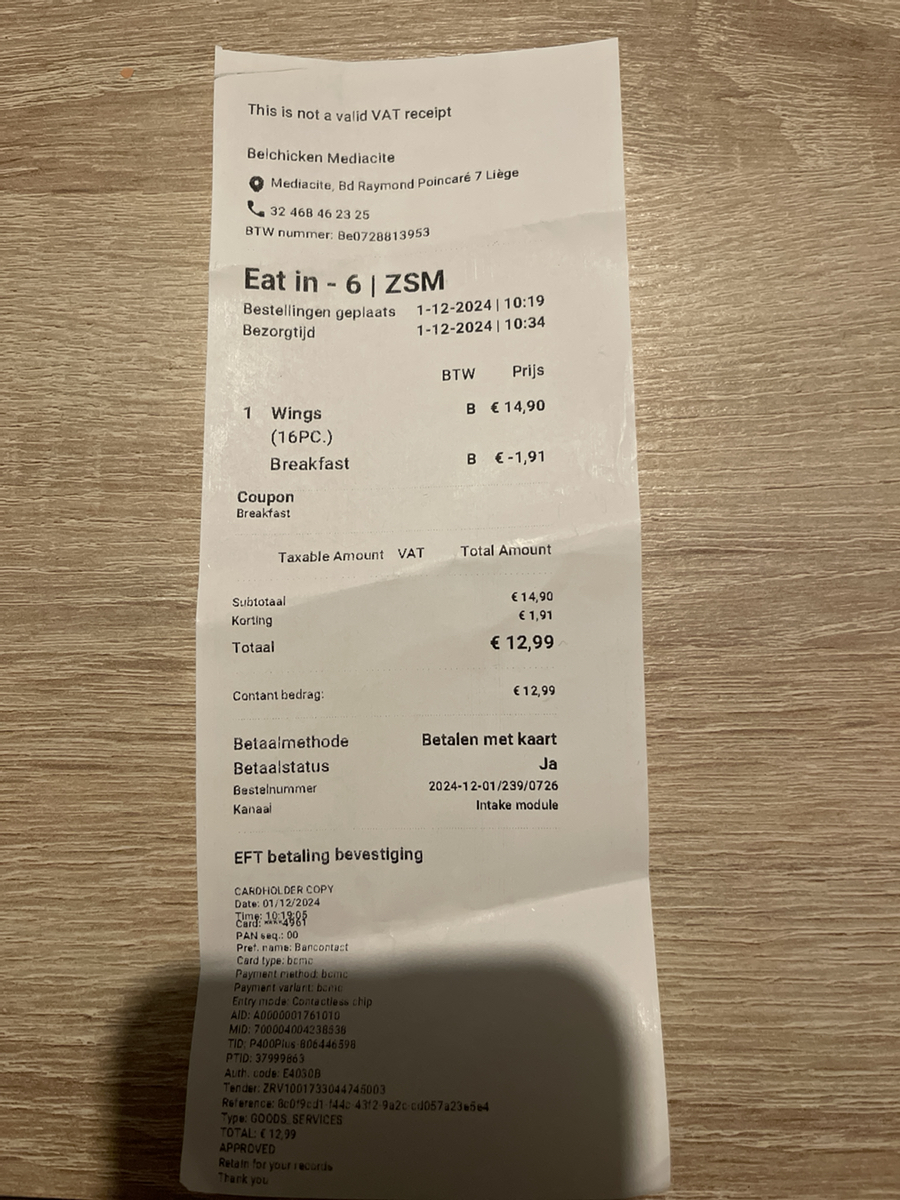 This is not a valid VAT receipt
Belchicken Mediacite
Mediacite, Bd Raymond Poincaré 7 Liège
32 468 46 23 25
BTW nummer: Be0728813953
Eat in - 6 | ZSM
Bestellingen geplaats 1-12-2024 | 10:19
Bezorgtijd 1-12-2024 | 10:34
BTW Prijs
1 Wings B € 14,90
(16PC.)
Breakfast B € -1,91
Coupon
Breakfast
Taxable Amount VAT Total Amount
Subtotaal € 14,90
Korting € 1,91
Totaal € 12,99
Contant bedrag: € 12,99
Betaalmethode Betalen met kaart
Betaalstatus Ja
Bestelnummer 2024-12-01/239/0726
Kanaal Intake module
EFT betaling bevestiging
CARDHOLDER COPY
Date: 01/12/2024
Time: 10:19:05
Card: ****4961
PAN seq.: 00
Pref. name: Bancontact
Card type: bcmc
Payment method: bcmc
Payment variant: bcmc
Entry mode: Contactless chip
AID: A0000001761010
MID: 700004004238538
TID: P400Plus-806446598
PTID: 37999863
Auth. code: E4030B
Tender: ZRV1001733044745003
Reference:
Type: GOODS_SERVICES
TOTAL: € 12,99
APPROVED
Retain for your records
Thank you